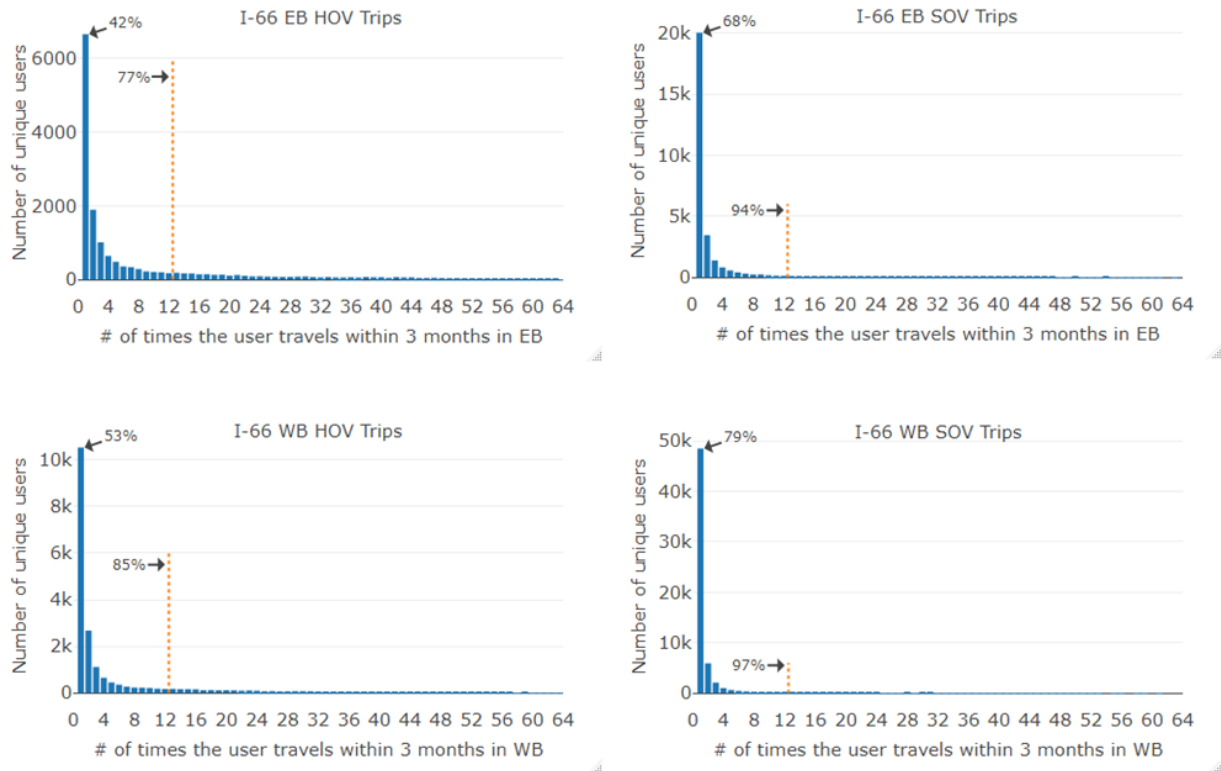 I-66 EB HOV Trips
42%
77%
Number of unique users
6000
4000
2000
0
0 4 8 12 16 20 24 28 32 36 40 44 48 52 56 60 64
# of times the user travels within 3 months in EB
I-66 EB SOV Trips
68%
94%
Number of unique users
20k
15k
10k
5k
0
0 4 8 12 16 20 24 28 32 36 40 44 48 52 56 60 64
# of times the user travels within 3 months in EB
I-66 WB HOV Trips
53%
85%
Number of unique users
10k
8k
6k
4k
2k
0
0 4 8 12 16 20 24 28 32 36 40 44 48 52 56 60 64
# of times the user travels within 3 months in WB
I-66 WB SOV Trips
79%
97%
Number of unique users
50k
40k
30k
20k
10k
0
0 4 8 12 16 20 24 28 32 36 40 44 48 52 56 60 64
# of times the user travels within 3 months in WB